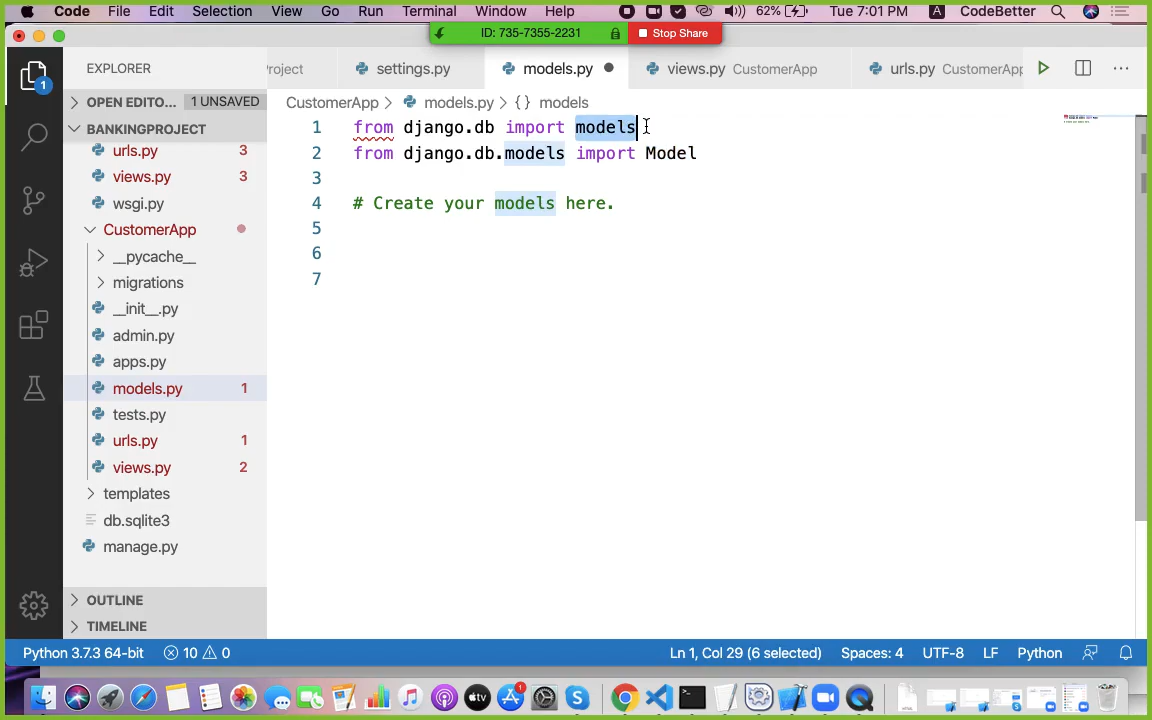 Code File Edit Selection View Go Run Terminal Window Help 62% Tue 7:01 PM A CodeBetter
ID: 735-7355-2231 Stop Share
EXPLORER
roject settings.py models.py views.py CustomerApp urls.py CustomerApp
OPEN EDITO... 1 UNSAVED
CustomerApp > models.py > {} models
BANKINGPROJECT
urls.py 3
views.py 3
wsgi.py
CustomerApp
__pycache__
migrations
__init__.py
admin.py
apps.py
models.py 1
tests.py
urls.py 1
views.py 2
templates
db.sqlite3
manage.py
OUTLINE
TIMELINE
1 from django.db import models
2 from django.db.models import Model
3
4 # Create your models here.
5
6
7
1
Python 3.7.3 64-bit 10 0 Ln 1, Col 29 (6 selected) Spaces: 4 UTF-8 LF Python
tv
1